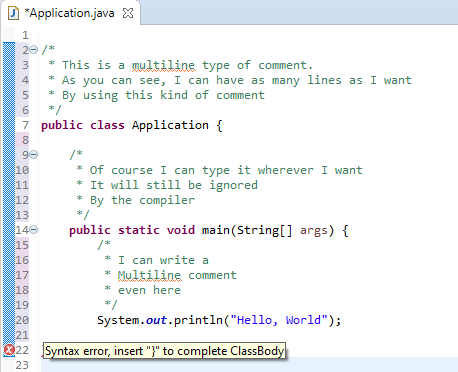 *Application.java
1
2 /*
3  * This is a multiline type of comment.
4  * As you can see, I can have as many lines as I want
5  * By using this kind of comment
6  */
7 public class Application {
8
9     /*
10      * Of course I can type it wherever I want
11      * It will still be ignored
12      * By the compiler
13      */
14     public static void main(String[] args) {
15         /*
16          * I can write a
17          * Multiline comment
18          * even here
19          */
20         System.out.println("Hello, World");
21
22 Syntax error, insert "}" to complete ClassBody
23